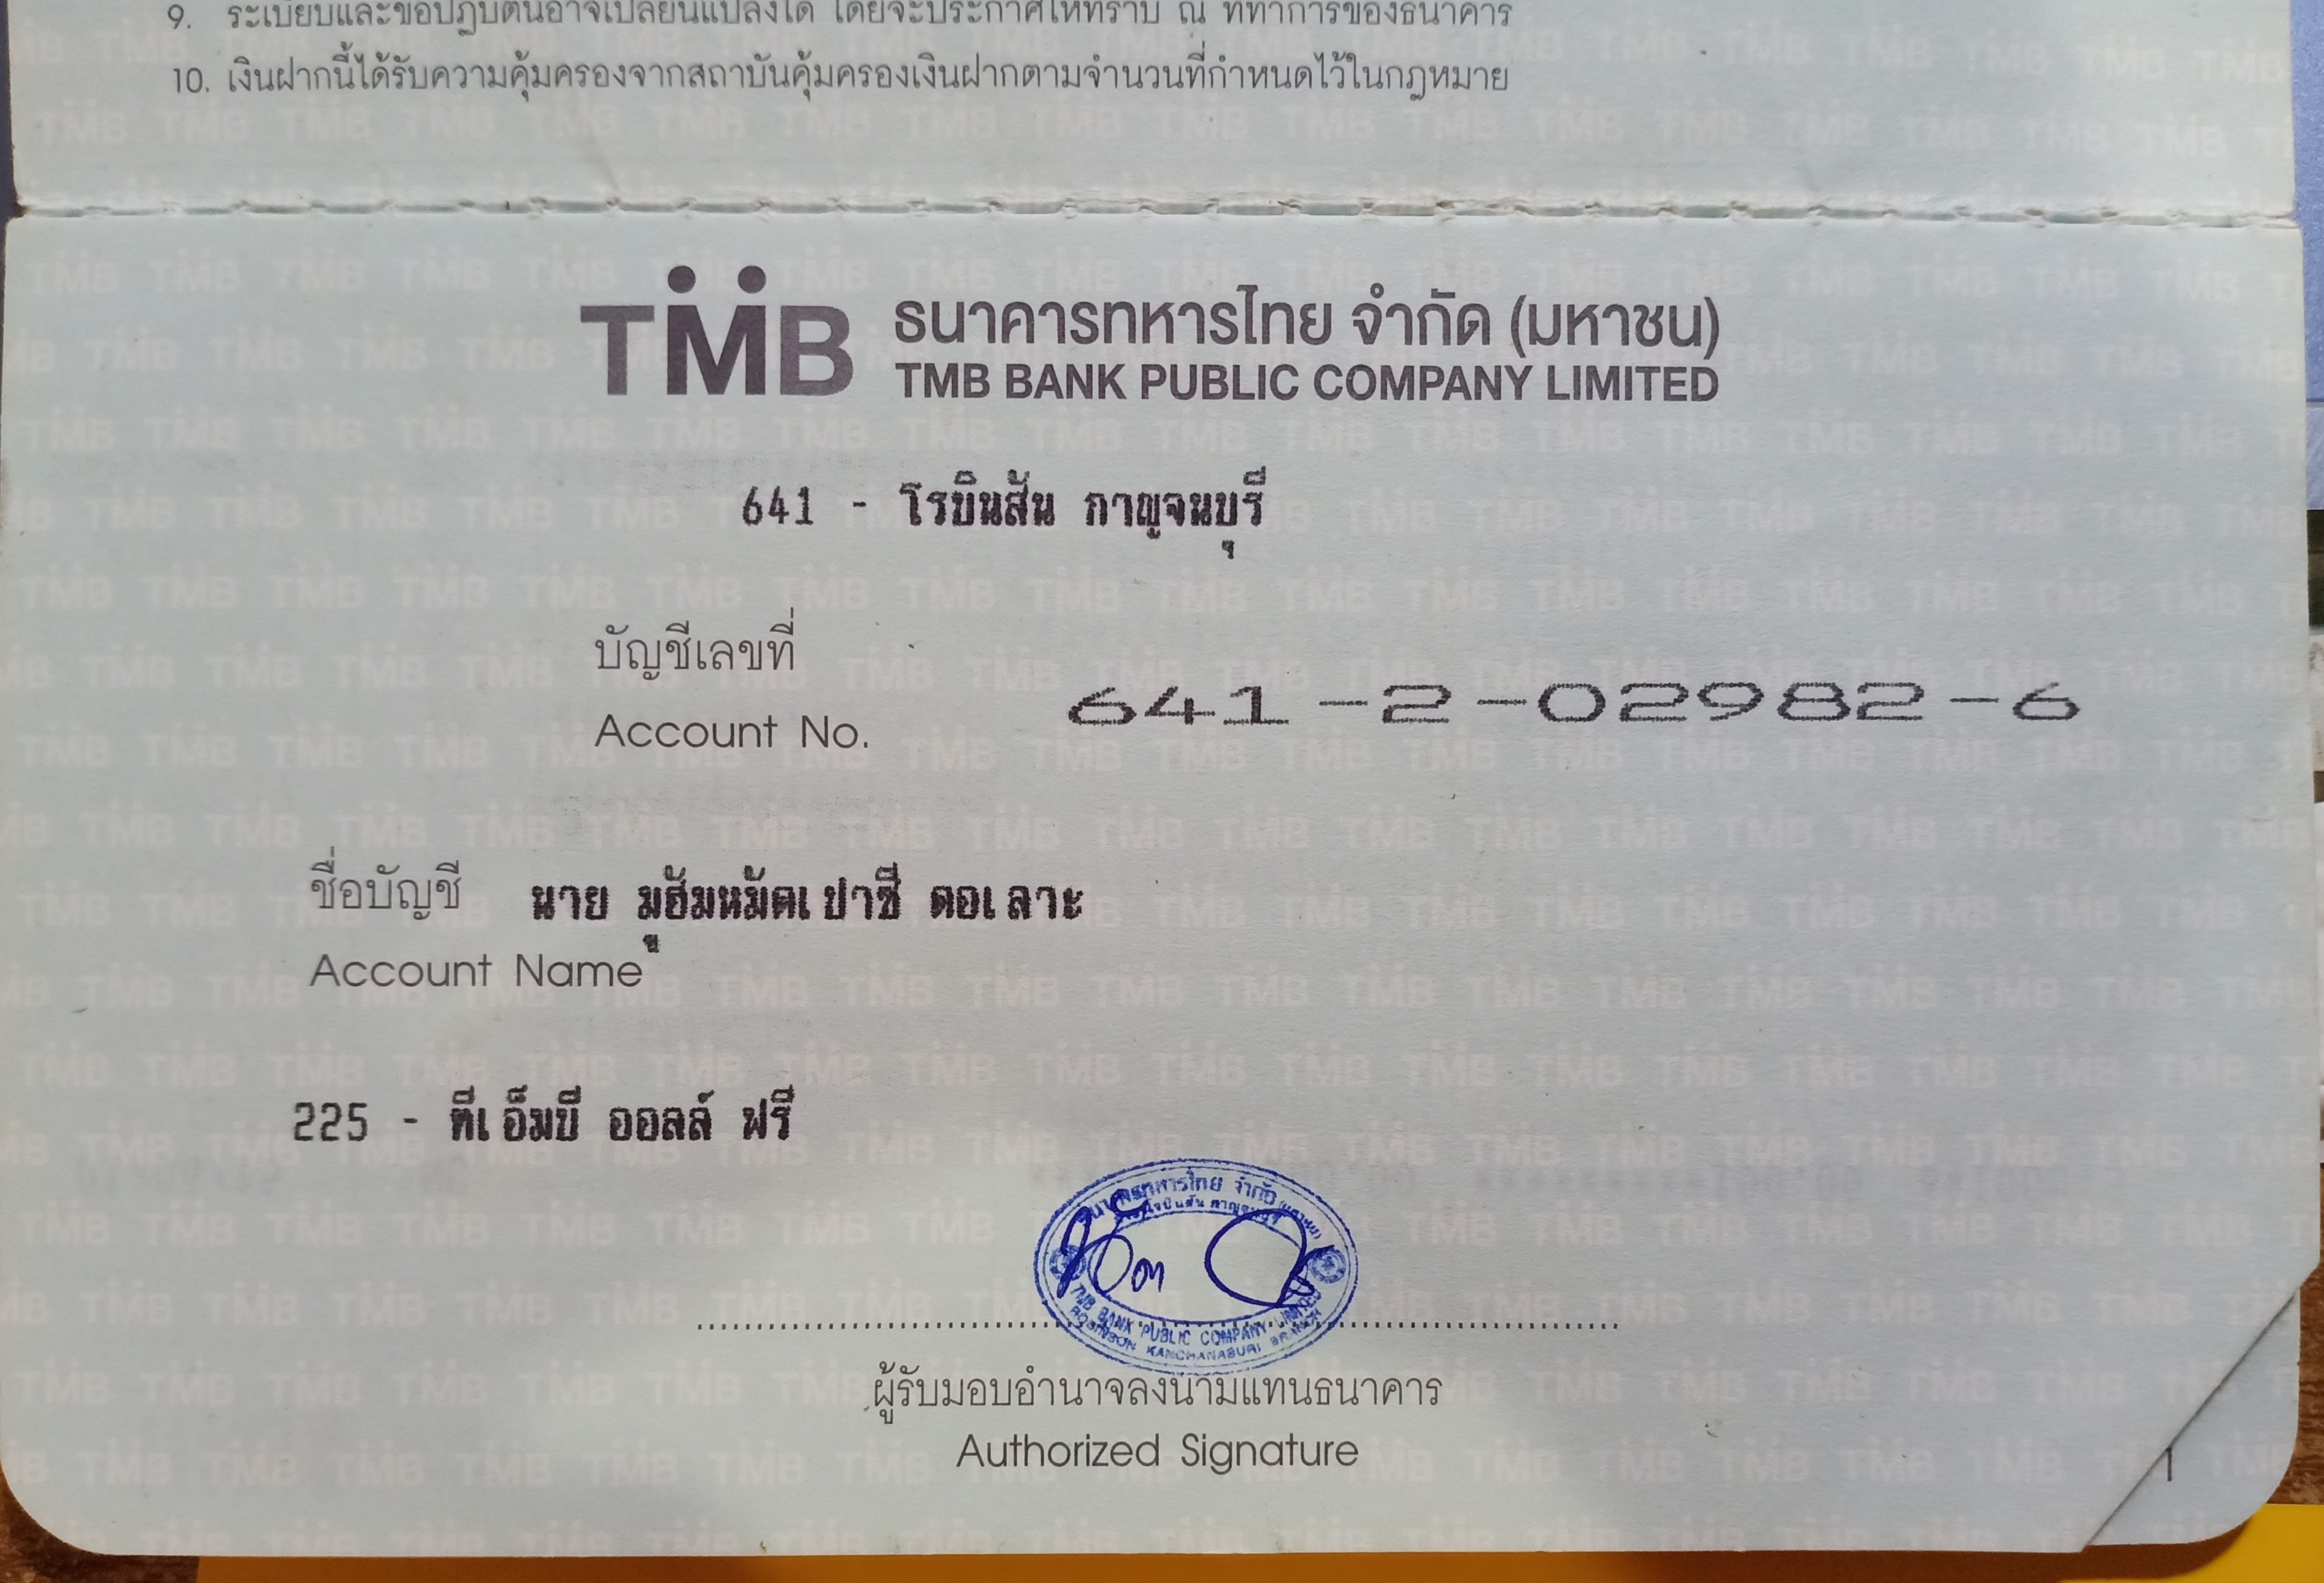 9. ระเบียบและข้อปฏิบัตินี้อาจเปลี่ยนแปลงได้ โดยจะประกาศให้ทราบ ณ ที่ทำการของธนาคาร
10. เงินฝากนี้ได้รับความคุ้มครองจากสถาบันคุ้มครองเงินฝากตามจำนวนที่กำหนดไว้ในกฎหมาย
TMB ธนาคารทหารไทย จำกัด (มหาชน)
TMB BANK PUBLIC COMPANY LIMITED
641 - โรบินสัน กาญจนบุรี
บัญชีเลขที่
Account No. 641-2-02982-6
ชื่อบัญชี นาย มูฮัมหมัดเปาซี ดอเลาะ
Account Name
225 - ทีเอ็มบี ออลล์ ฟรี
ธนาคารทหารไทย จำกัด (มหาชน)
โรบินสัน กาญจนบุรี
TMB BANK PUBLIC COMPANY LIMITED
ROBINSON KANCHANABURI BRANCH
ผู้รับมอบอำนาจลงนามแทนธนาคาร
Authorized Signature
1